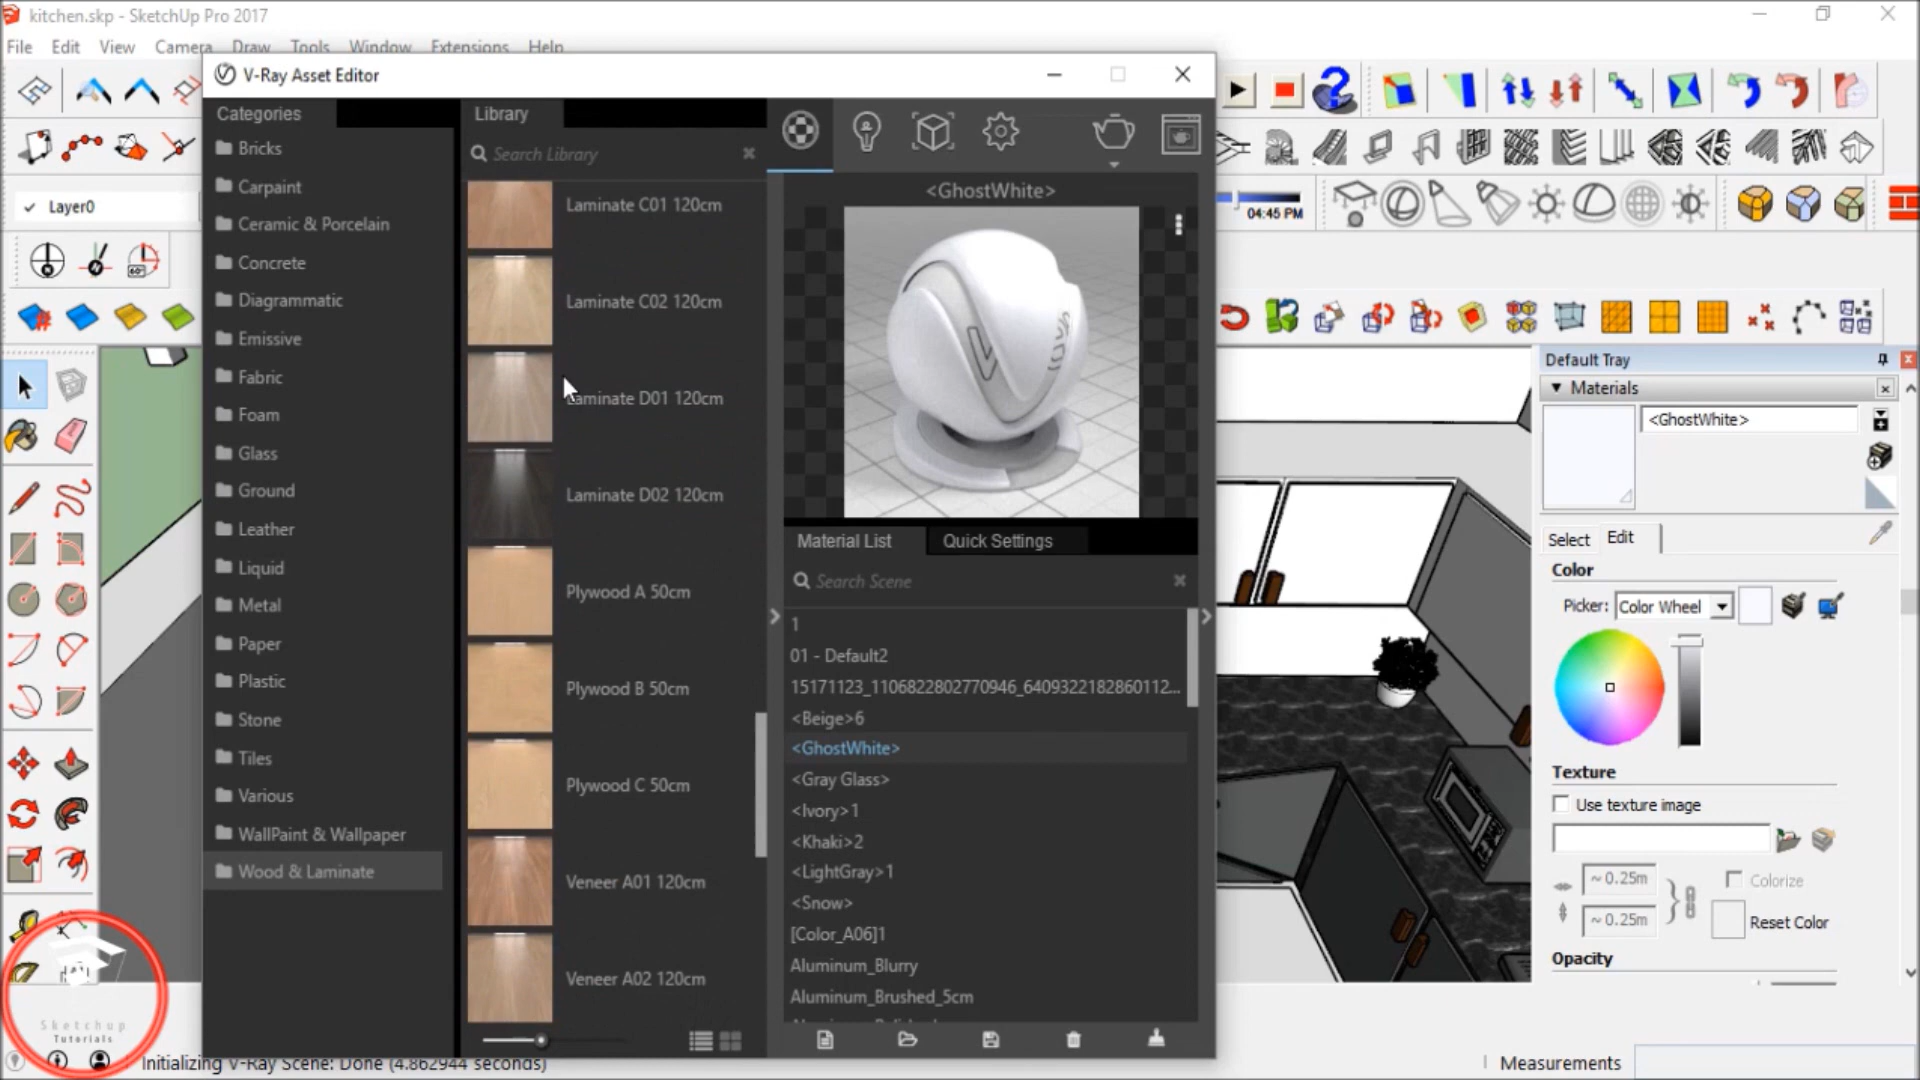 kitchen.skp - SketchUp Pro 2017
File Edit View Camera Draw Tools Window Extensions Help
V-Ray Asset Editor
Categories
Bricks
Carpaint
Ceramic & Porcelain
Concrete
Diagrammatic
Emissive
Fabric
Foam
Glass
Ground
Leather
Liquid
Metal
Paper
Plastic
Stone
Tiles
Various
WallPaint & Wallpaper
Wood & Laminate
Library
Search Library
Laminate C01 120cm
Laminate C02 120cm
Laminate D01 120cm
Laminate D02 120cm
Plywood A 50cm
Plywood B 50cm
Plywood C 50cm
Veneer A01 120cm
Veneer A02 120cm
<GhostWhite>
Material List
Quick Settings
Search Scene
1
01 - Default2
15171123_1106822802770946_6409322182860112...
<Beige>6
<GhostWhite>
<Gray Glass>
<Ivory>1
<Khaki>2
<LightGray>1
<Snow>
[Color_A06]1
Aluminum_Blurry
Aluminum_Brushed_5cm
Layer0
60°
04:45 PM
Default Tray
Materials
<GhostWhite>
Select Edit
Color
Picker: Color Wheel
Texture
Use texture image
~ 0.25m
Colorize
~ 0.25m
Reset Color
Opacity
Sketchup
Tutorials
Initializing V-Ray Scene: Done (4.862944 seconds)
Measurements